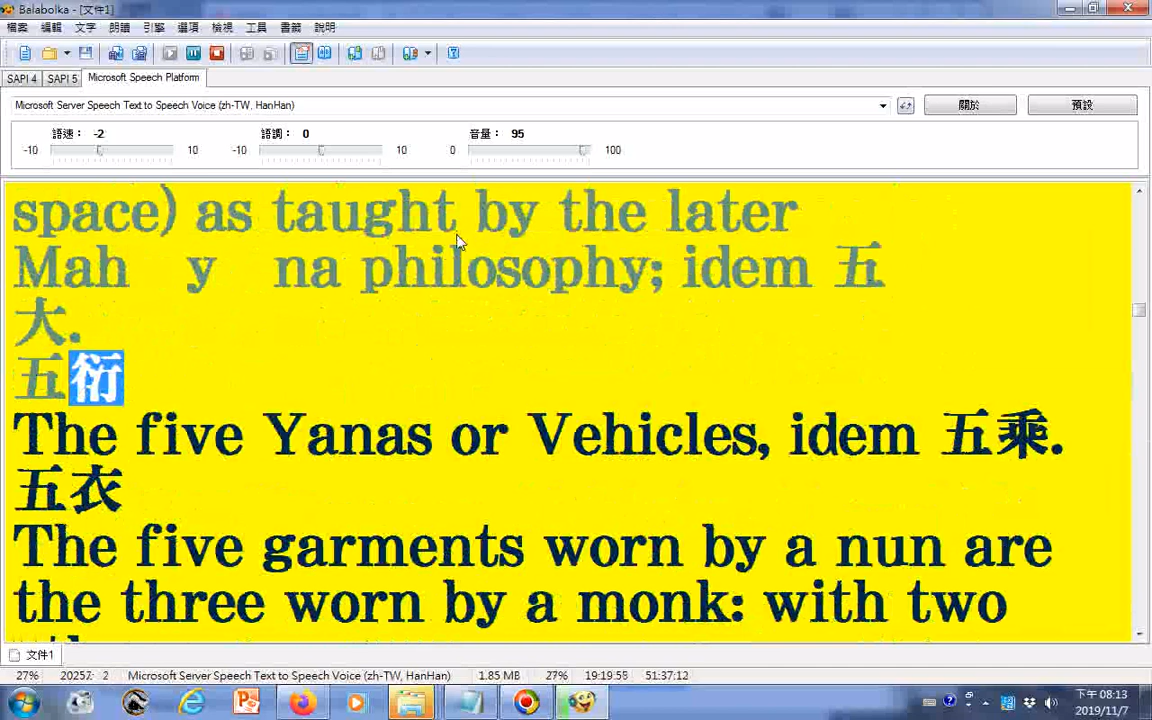 Balabolka - [文件1]
檔案 編輯 文字 朗讀 引擎 選項 檢視 工具 書籤 說明
SAPI 4 SAPI 5 Microsoft Speech Platform
Microsoft Server Speech Text to Speech Voice (zh-TW, HanHan) 關於 預設
語速： -2 語調： 0 音量： 95
-10 10 -10 10 0 100
space) as taught by the later
Mah y na philosophy; idem 五
大.
五衍
The five Yanas or Vehicles, idem 五乘.
五衣
The five garments worn by a nun are
the three worn by a monk: with two
文件1
27% 20257: 2 Microsoft Server Speech Text to Speech Voice (zh-TW, HanHan) 1.85 MB 27% 19:19:58 51:37:12
下午 08:13
2019/11/7